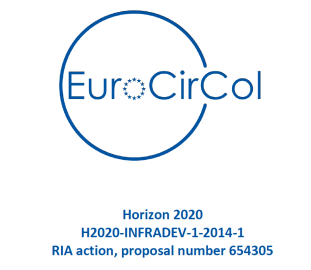 EuroCirCol
Horizon 2020
H2020-INFRADEV-1-2014-1
RIA action, proposal number 654305